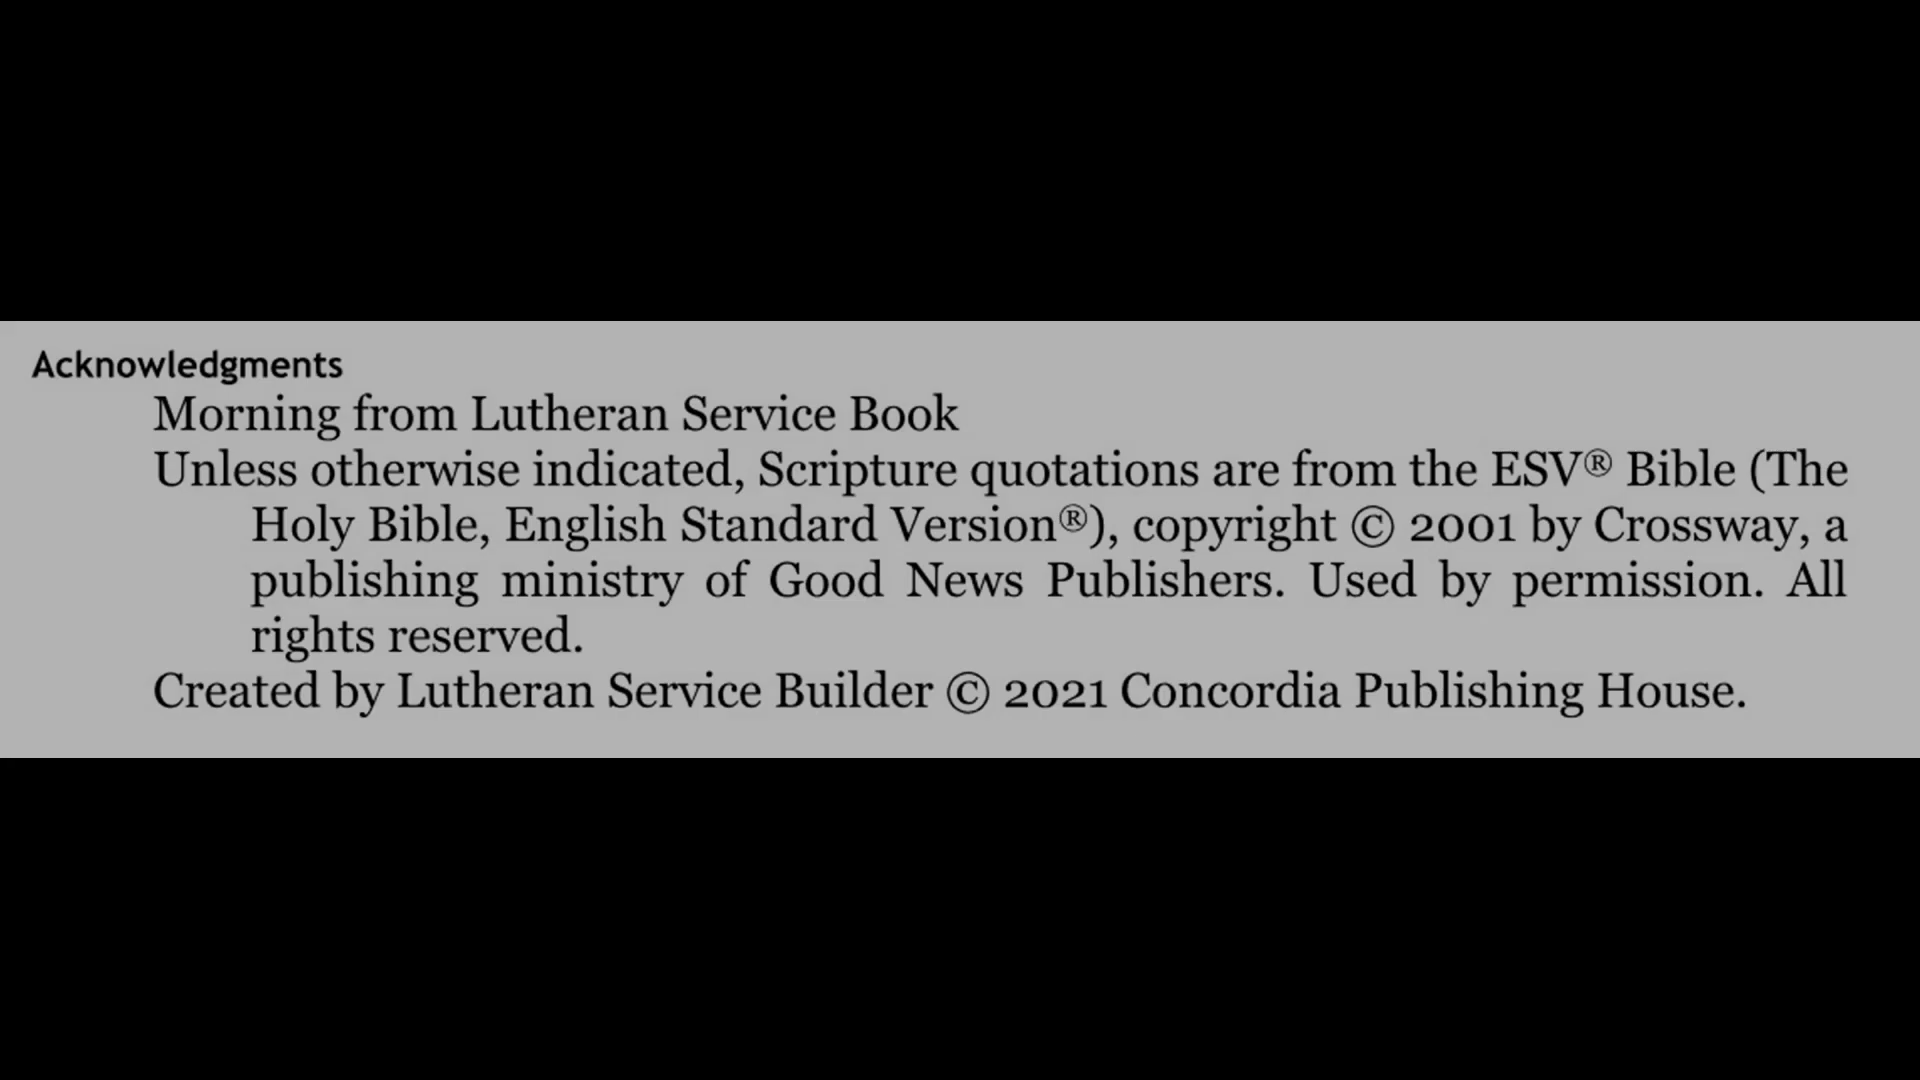 Acknowledgments
Morning from Lutheran Service Book
Unless otherwise indicated, Scripture quotations are from the ESV® Bible (The
Holy Bible, English Standard Version®), copyright © 2001 by Crossway, a
publishing ministry of Good News Publishers. Used by permission. All
rights reserved.
Created by Lutheran Service Builder © 2021 Concordia Publishing House.